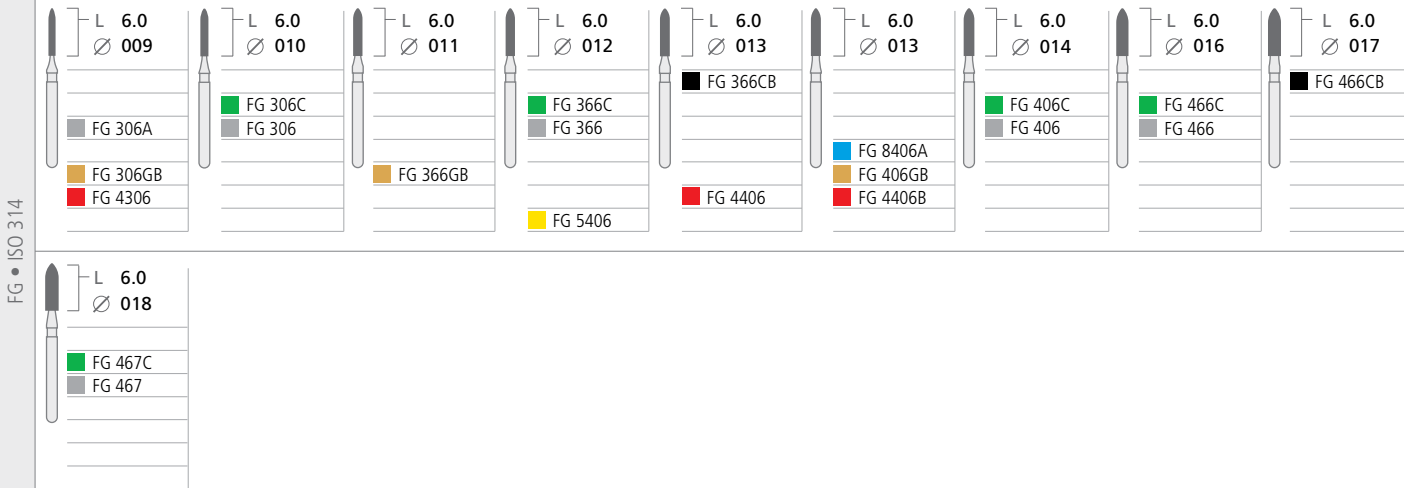 FG • ISO 314
L 6.0
Ø 009
FG 306A
FG 306GB
FG 4306
L 6.0
Ø 010
FG 306C
FG 306
L 6.0
Ø 011
FG 366GB
L 6.0
Ø 012
FG 366C
FG 366
FG 5406
L 6.0
Ø 013
FG 366CB
FG 4406
L 6.0
Ø 013
FG 8406A
FG 406GB
FG 4406B
L 6.0
Ø 014
FG 406C
FG 406
L 6.0
Ø 016
FG 466C
FG 466
L 6.0
Ø 017
FG 466CB
L 6.0
Ø 018
FG 467C
FG 467